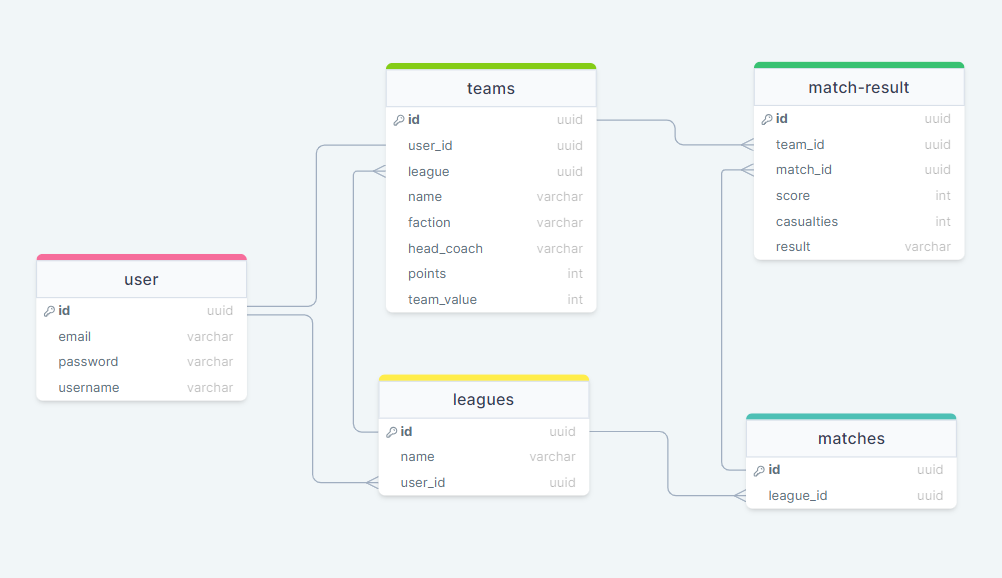 teams
id uuid
user_id uuid
league uuid
name varchar
faction varchar
head_coach varchar
points int
team_value int
match-result
id uuid
team_id uuid
match_id uuid
score int
casualties int
result varchar
user
id uuid
email varchar
password varchar
username varchar
leagues
id uuid
name varchar
user_id uuid
matches
id uuid
league_id uuid